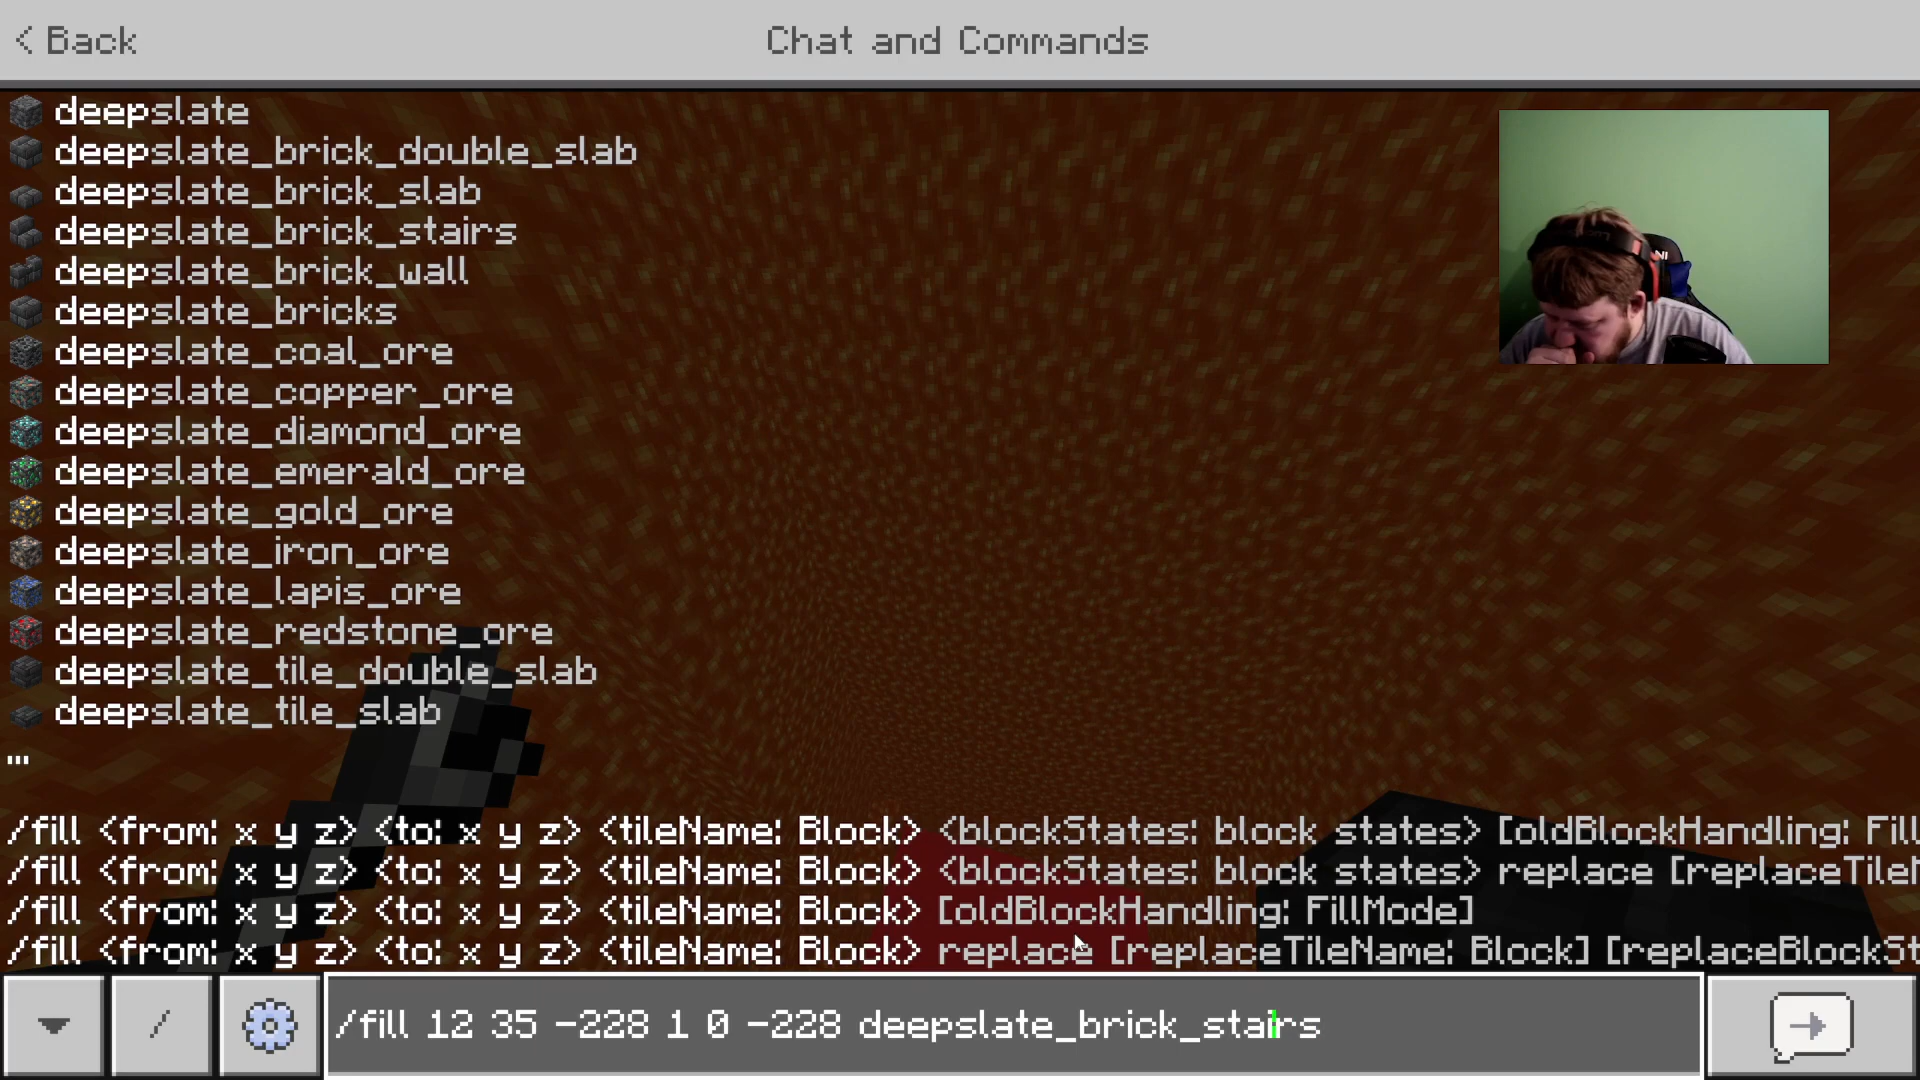 < Back
Chat and Commands
deepslate
deepslate_brick_double_slab
deepslate_brick_slab
deepslate_brick_stairs
deepslate_brick_wall
deepslate_bricks
deepslate_coal_ore
deepslate_copper_ore
deepslate_diamond_ore
deepslate_emerald_ore
deepslate_gold_ore
deepslate_iron_ore
deepslate_lapis_ore
deepslate_redstone_ore
deepslate_tile_double_slab
deepslate_tile_slab
...
/fill <from: x y z> <to: x y z> <tileName: Block> <blockStates: block states> [oldBlockHandling: Fill
/fill <from: x y z> <to: x y z> <tileName: Block> <blockStates: block states> replace [replaceTileN
/fill <from: x y z> <to: x y z> <tileName: Block> [oldBlockHandling: FillMode]
/fill <from: x y z> <to: x y z> <tileName: Block> replace [replaceTileName: Block] [replaceBlockSt
/
/fill 12 35 -228 1 0 -228 deepslate_brick_stairs